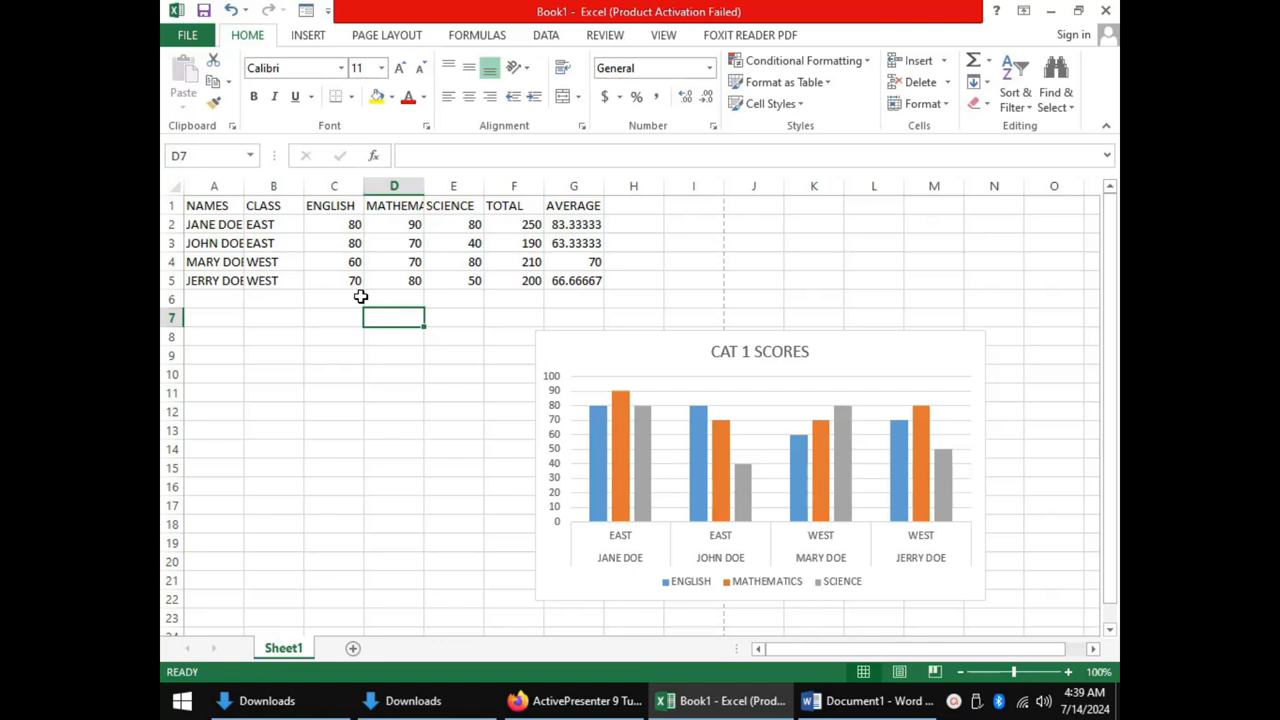 Book1 - Excel (Product Activation Failed)
?
FILE HOME INSERT PAGE LAYOUT FORMULAS DATA REVIEW VIEW FOXIT READER PDF Sign in
Paste
Calibri 11
B I U
General
$ % ,
Conditional Formatting
Format as Table
Cell Styles
Insert
Delete
Format
Sort & Filter
Find & Select
Clipboard Font Alignment Number Styles Cells Editing
D7 fx
A B C D E F G H I J K L M N O
1 NAMES CLASS ENGLISH MATHEMA SCIENCE TOTAL AVERAGE
2 JANE DOE EAST 80 90 80 250 83.33333
3 JOHN DOE EAST 80 70 40 190 63.33333
4 MARY DOE WEST 60 70 80 210 70
5 JERRY DOE WEST 70 80 50 200 66.66667
6
7
8
9
10
11
12
13
14
15
16
17
18
19
20
21
22
23
24
CAT 1 SCORES
100
90
80
70
60
50
40
30
20
10
0
EAST EAST WEST WEST
JANE DOE JOHN DOE MARY DOE JERRY DOE
ENGLISH MATHEMATICS SCIENCE
Sheet1
READY 100%
Downloads Downloads ActivePresenter 9 Tu... Book1 - Excel (Prod... Document1 - Word ... 4:39 AM
7/14/2024